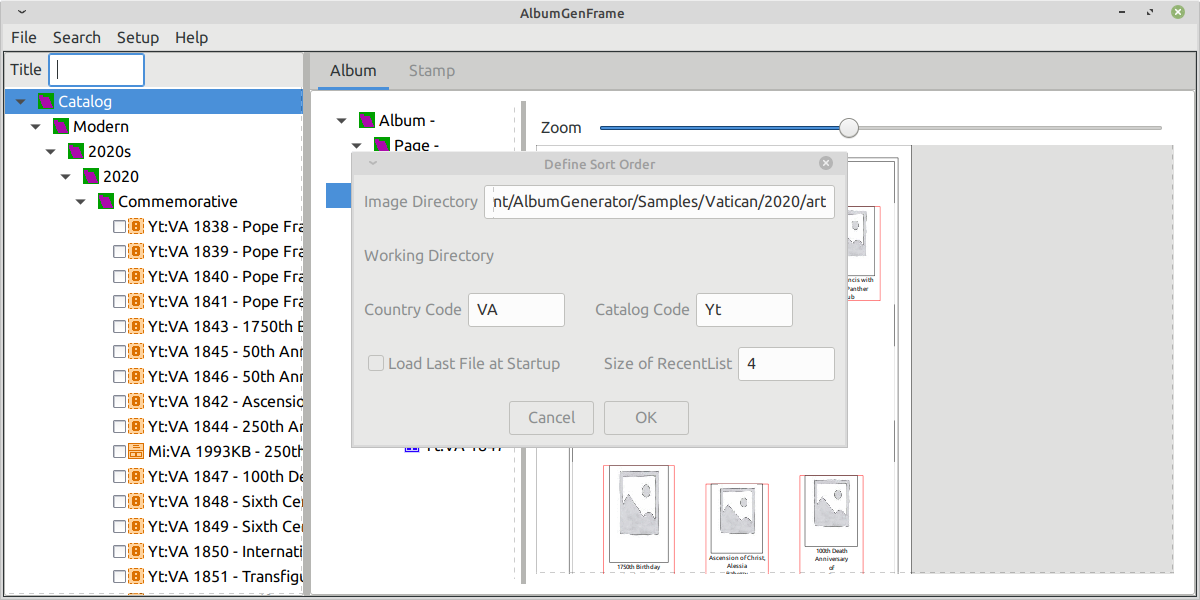 AlbumGenFrame
File Search Setup Help
Title
Album Stamp
Catalog
Modern
2020s
2020
Commemorative
Yt:VA 1838 - Pope Fra
Yt:VA 1839 - Pope Fra
Yt:VA 1840 - Pope Fra
Yt:VA 1841 - Pope Fra
Yt:VA 1843 - 1750th B
Yt:VA 1845 - 50th Ann
Yt:VA 1846 - 50th Ann
Yt:VA 1842 - Ascensio
Yt:VA 1844 - 250th An
Mi:VA 1993KB - 250th
Yt:VA 1847 - 100th De
Yt:VA 1848 - Sixth Cen
Yt:VA 1849 - Sixth Cen
Yt:VA 1850 - Internati
Yt:VA 1851 - Transfigu
Album -
Page -
Zoom
Define Sort Order
Image Directory nt/AlbumGenerator/Samples/Vatican/2020/art
Working Directory
Country Code VA Catalog Code Yt
Load Last File at Startup Size of RecentList 4
Cancel OK
Yt:VA 1847
ncis with
Panther
ub
1750th Birthday
Ascension of Christ,
Alessia
100th Death
Anniversary
of